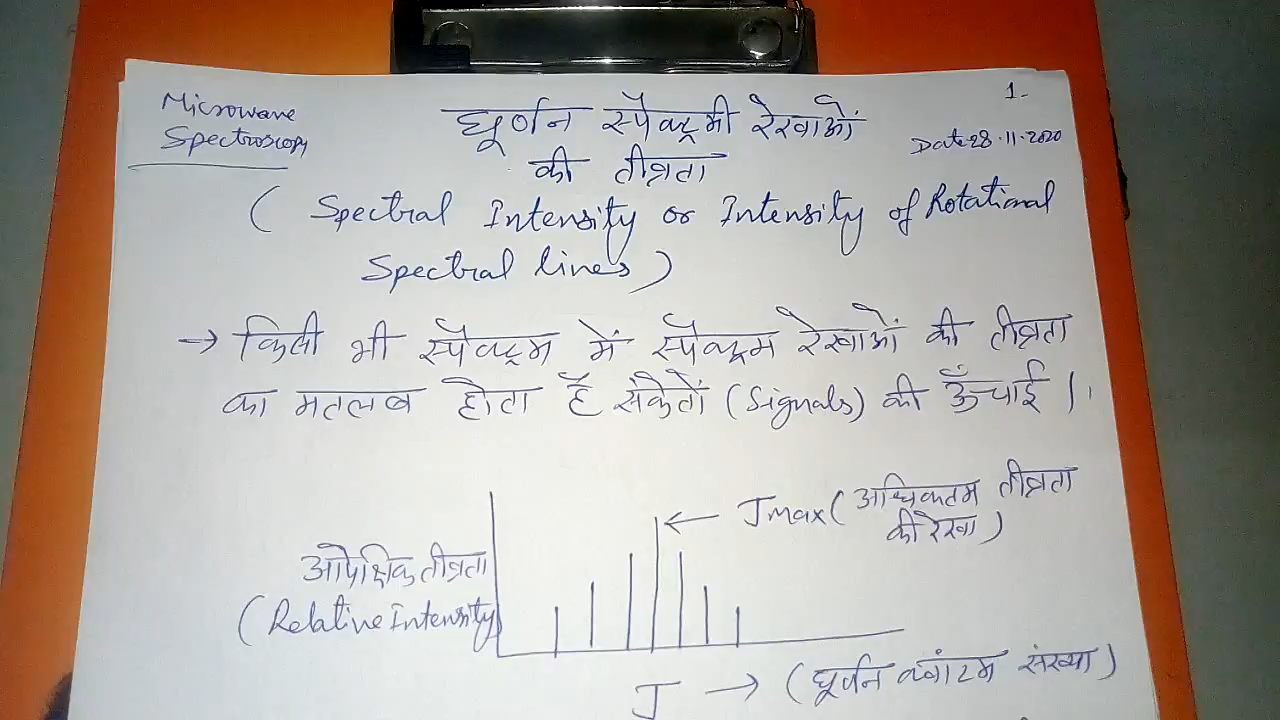 1-
Microwave
Spectroscopy
घूर्णन स्पैक्ट्रमी रेखाओं
की तीव्रता
Date 28.11.2020
( Spectral Intensity or Intensity of Rotational
Spectral lines )
→ किसी भी स्पैक्ट्रम में स्पैक्ट्रम रेखाओं की तीव्रता
का मतलब होता है संकेतों (Signals) की ऊँचाई ।
← Jmax ( अधिकतम तीव्रता
की रेखा )
आपेक्षिक तीव्रता
( Relative Intensity
J → ( घूर्णन क्वांटम संख्या )